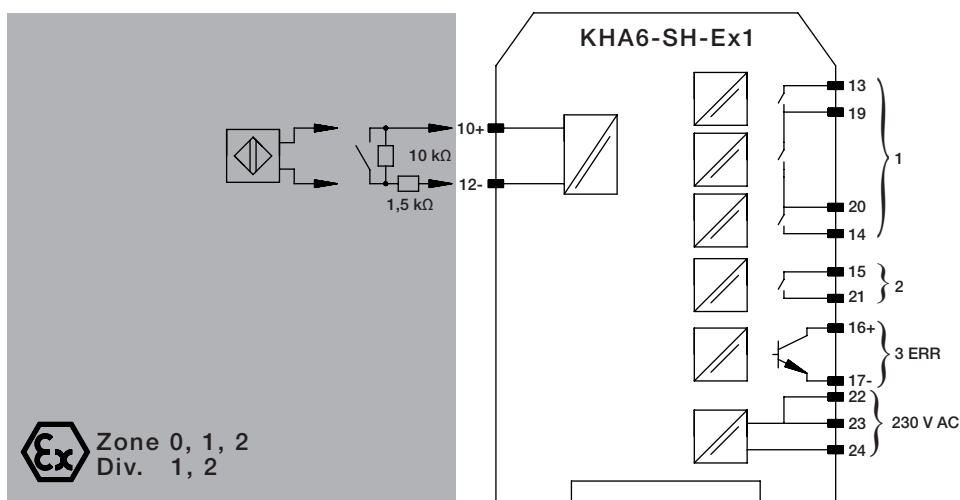 KHA6-SH-Ex1
13
19
1
10+
10 kΩ
12-
1,5 kΩ
20
14
15
21
2
16+
3 ERR
17-
22
23
230 V AC
24
Ex
Zone 0, 1, 2
Div. 1, 2